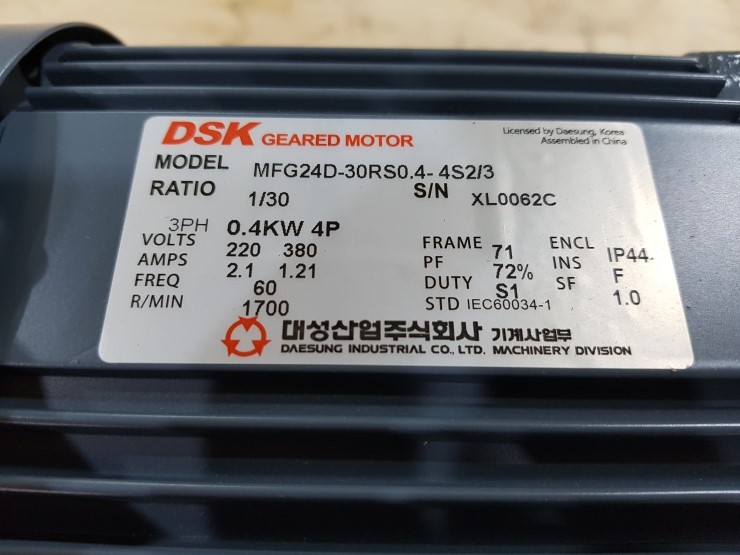 DSK GEARED MOTOR
Licensed by Daesung, Korea
Assembled in China
MODEL MFG24D-30RS0.4-4S2/3
RATIO 1/30 S/N XL0062C
3PH 0.4KW 4P
VOLTS 220 380 FRAME 71 ENCL IP44
AMPS 2.1 1.21 PF 72% INS F
FREQ 60 DUTY S1 SF 1.0
R/MIN 1700 STD IEC60034-1
대성산업주식회사 기계사업부
DAESUNG INDUSTRIAL CO., LTD. MACHINERY DIVISION